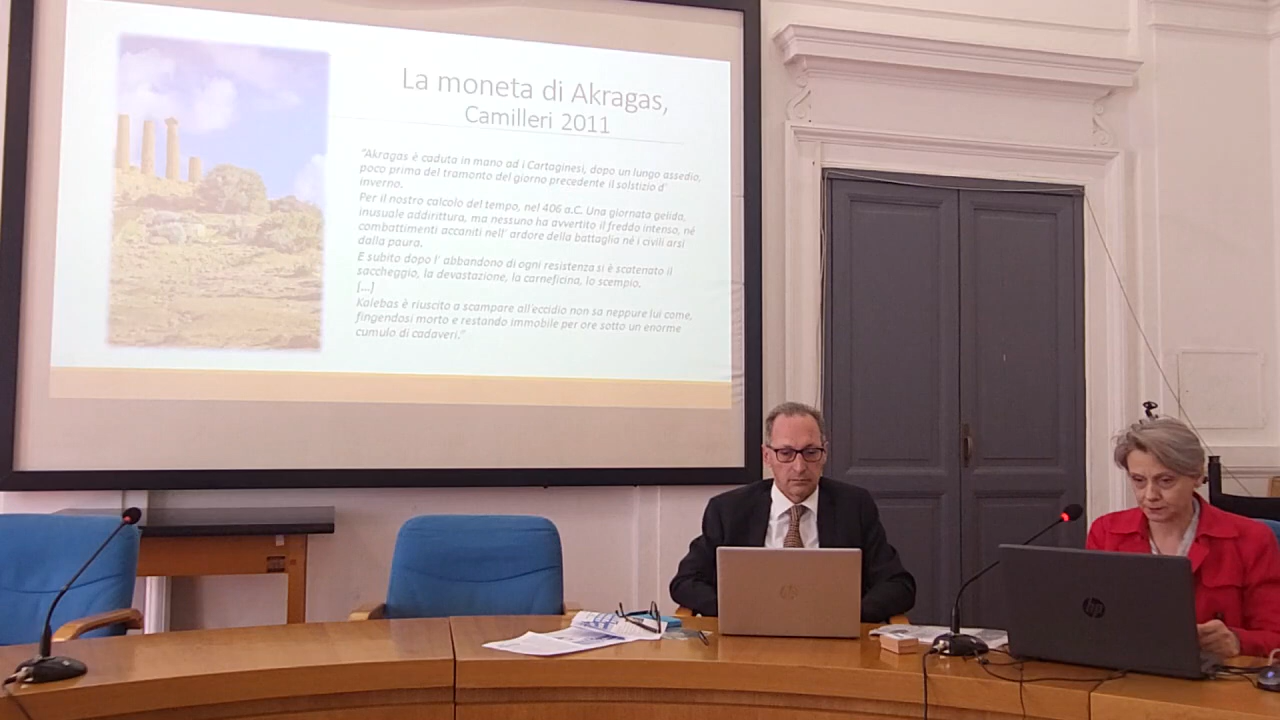 La moneta di Akragas,
Camilleri 2011
"Akragas è caduta in mano ad i Cartaginesi, dopo un lungo assedio,
poco prima del tramonto del giorno precedente il solstizio d'
inverno.
Per il nostro calcolo del tempo, nel 406 a.C. Una giornata gelida,
inusuale addirittura, ma nessuno ha avvertito il freddo intenso, né
combattimenti accaniti nell' ardore della battaglia né i civili arsi
dalla paura.
E subito dopo l' abbandono di ogni resistenza si è scatenato il
saccheggio, la devastazione, la carneficina, lo scempio.
[...]
Kalebas è riuscito a scampare all'eccidio non sa neppure lui come,
fingendosi morto e restando immobile per ore sotto un enorme
cumulo di cadaveri."
hp
hp